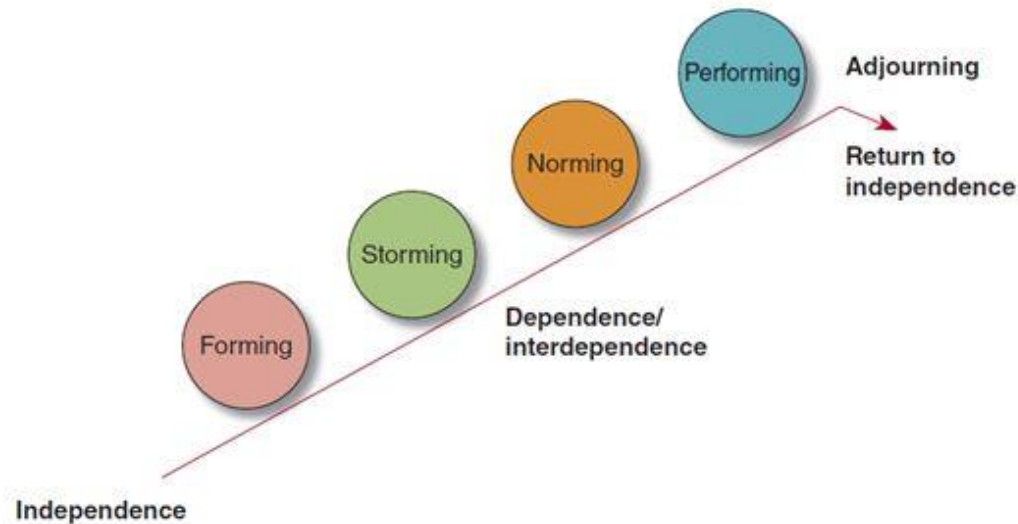 Performing
Adjourning
Norming
Return to
independence
Storming
Dependence/
interdependence
Forming
Independence